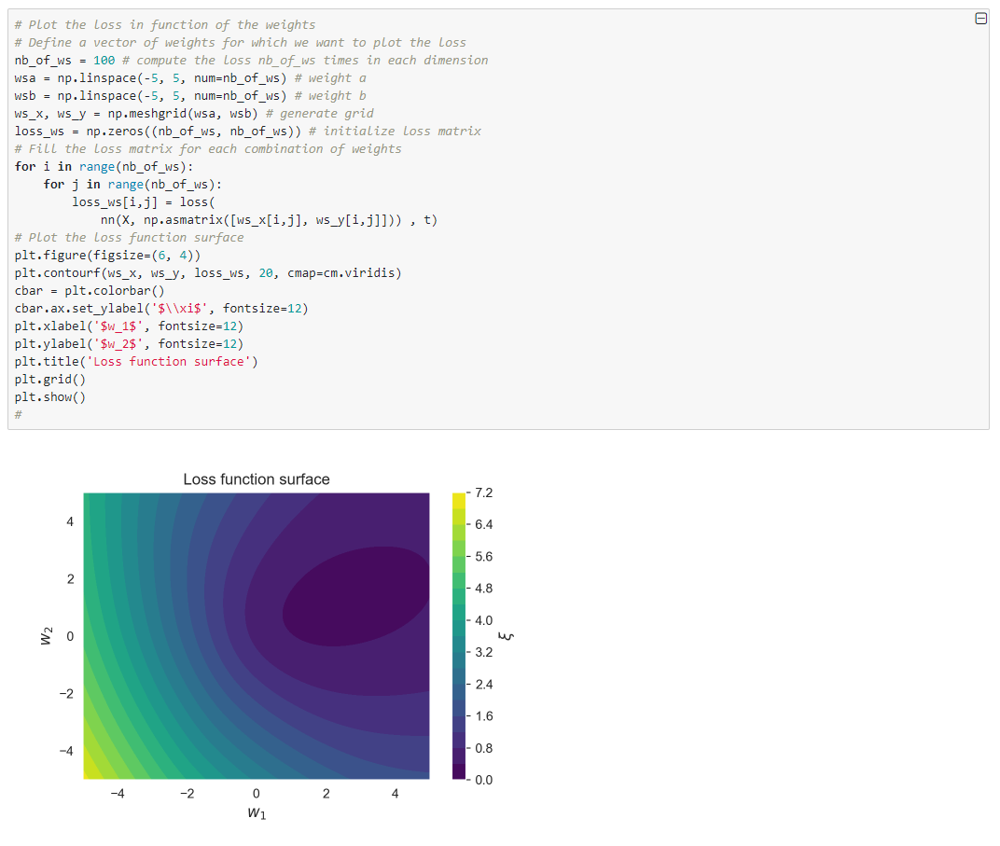 # Plot the loss in function of the weights
# Define a vector of weights for which we want to plot the loss
nb_of_ws = 100 # compute the loss nb_of_ws times in each dimension
wsa = np.linspace(-5, 5, num=nb_of_ws) # weight a
wsb = np.linspace(-5, 5, num=nb_of_ws) # weight b
ws_x, ws_y = np.meshgrid(wsa, wsb) # generate grid
loss_ws = np.zeros((nb_of_ws, nb_of_ws)) # initialize loss matrix
# Fill the loss matrix for each combination of weights
for i in range(nb_of_ws):
    for j in range(nb_of_ws):
        loss_ws[i,j] = loss(
            nn(X, np.asmatrix([ws_x[i,j], ws_y[i,j]])) , t)
# Plot the loss function surface
plt.figure(figsize=(6, 4))
plt.contourf(ws_x, ws_y, loss_ws, 20, cmap=cm.viridis)
cbar = plt.colorbar()
cbar.ax.set_ylabel('$\\xi$', fontsize=12)
plt.xlabel('$w_1$', fontsize=12)
plt.ylabel('$w_2$', fontsize=12)
plt.title('Loss function surface')
plt.grid()
plt.show()
#
Loss function surface
4
2
0
−2
−4
w₂
−4 −2 0 2 4
w₁
7.2
6.4
5.6
4.8
4.0
3.2
2.4
1.6
0.8
0.0
ξ